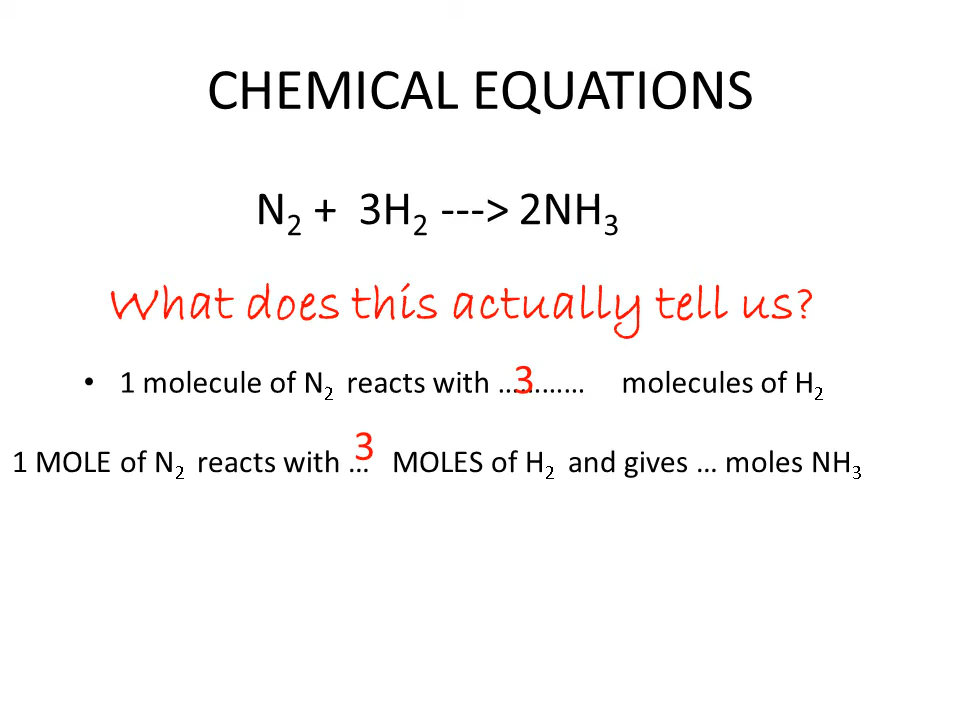 CHEMICAL EQUATIONS
N₂ + 3H₂ ---> 2NH₃
What does this actually tell us?
• 1 molecule of N₂ reacts with ............ 3 molecules of H₂
1 MOLE of N₂ reacts with ... 3 MOLES of H₂ and gives ... moles NH₃